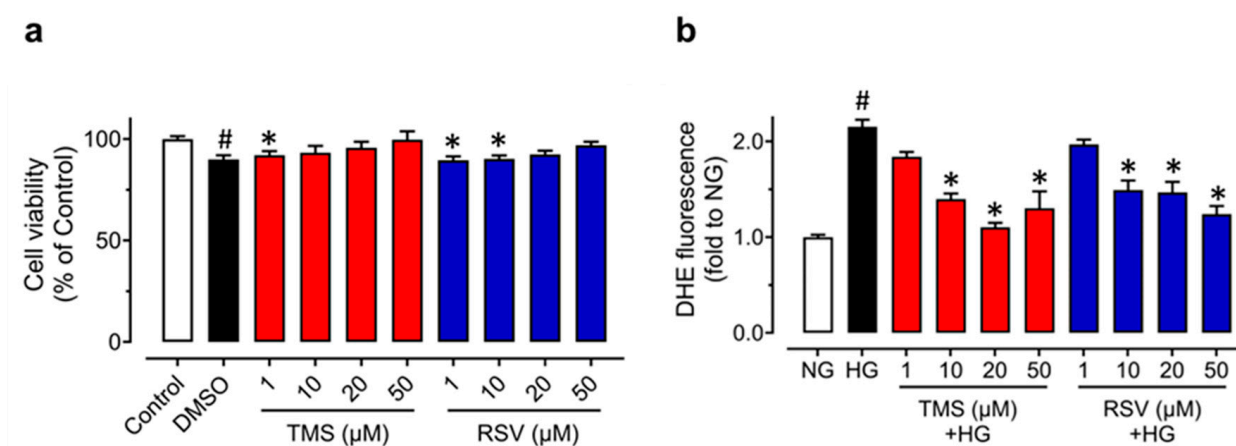 a
Cell viability
(% of Control)
100
50
0
#
*
*
*
Control
DMSO
1
10
20
50
1
10
20
50
TMS (µM)
RSV (µM)
b
DHE fluorescence
(fold to NG)
2.0
1.0
0.0
#
*
*
*
*
*
*
NG HG 1 10 20 50 1 10 20 50
TMS (µM)
+HG
RSV (µM)
+HG